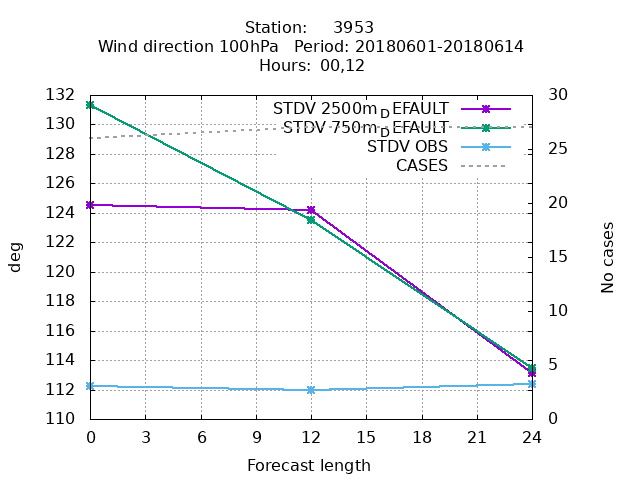 Station: 3953
Wind direction 100hPa Period: 20180601-20180614
Hours: 00,12
132
130
128
126
124
122
120
118
116
114
112
110
30
25
20
15
10
5
0
STDV 2500m_DEFAULT
STDV 750m_DEFAULT
STDV OBS
CASES
deg
No cases
0 3 6 9 12 15 18 21 24
Forecast length